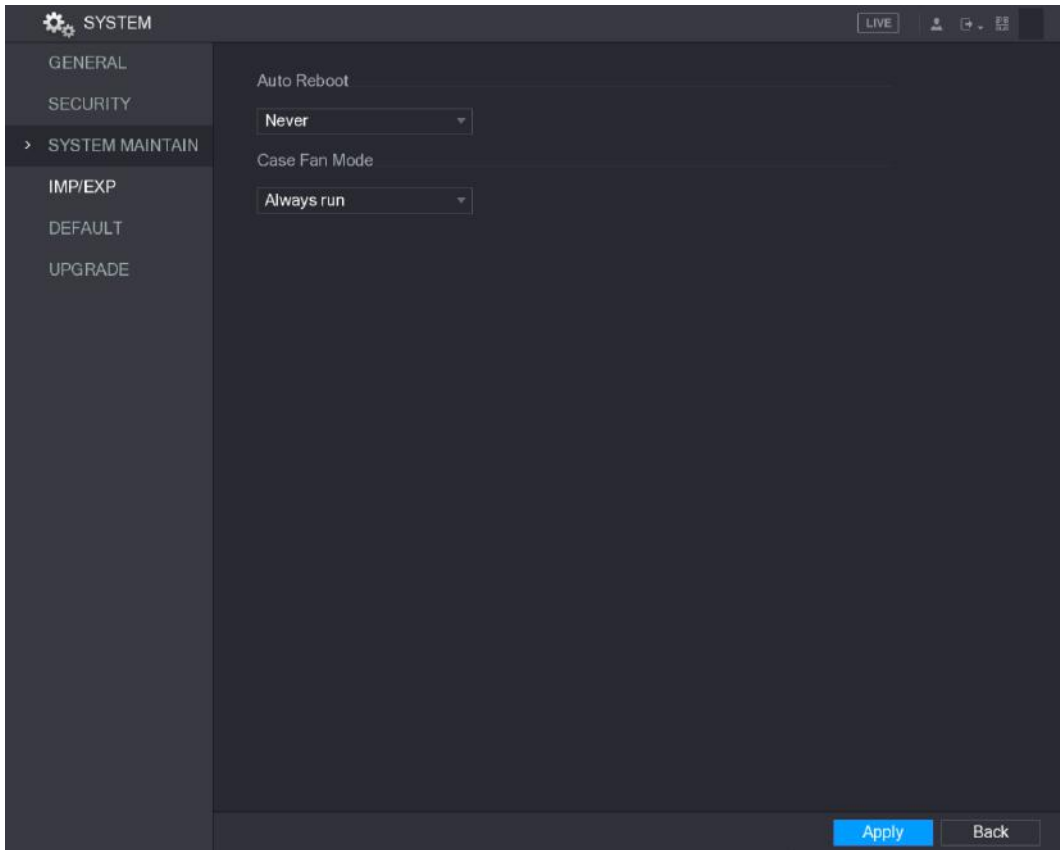 SYSTEM
LIVE
GENERAL
SECURITY
SYSTEM MAINTAIN
IMP/EXP
DEFAULT
UPGRADE
Auto Reboot
Never
Case Fan Mode
Always run
Apply
Back